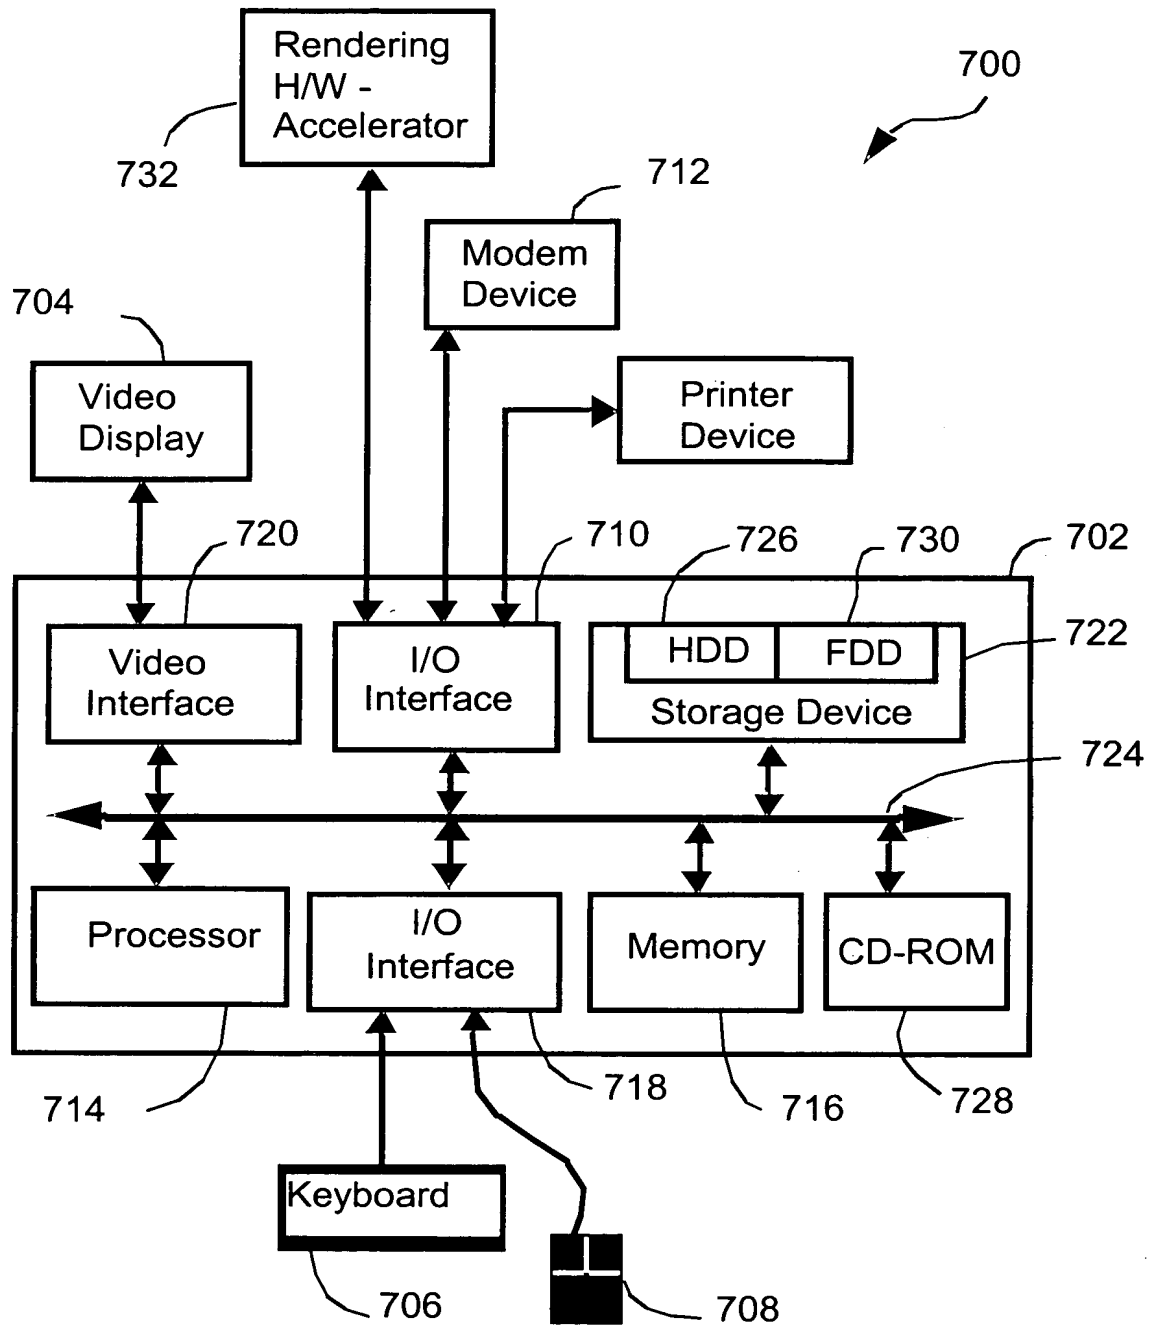 Rendering
H/W -
Accelerator
700
732
712
Modem
Device
704
Video
Display
Printer
Device
720
710
726
730
702
Video
Interface
I/O
Interface
HDD
FDD
722
Storage Device
724
Processor
I/O
Interface
Memory
CD-ROM
714
718
716
728
Keyboard
706
708